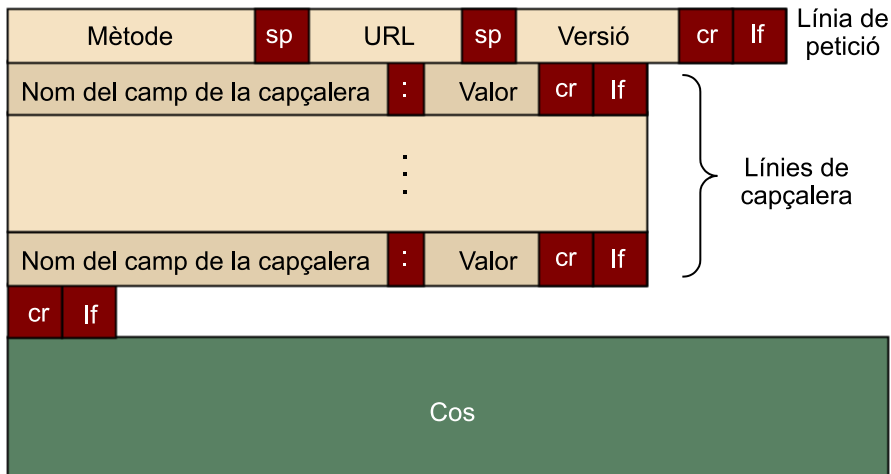 Mètode sp URL sp Versió cr lf Línia de
petició
Nom del camp de la capçalera : Valor cr lf
Línies de
capçalera
Nom del camp de la capçalera : Valor cr lf
cr lf
Cos